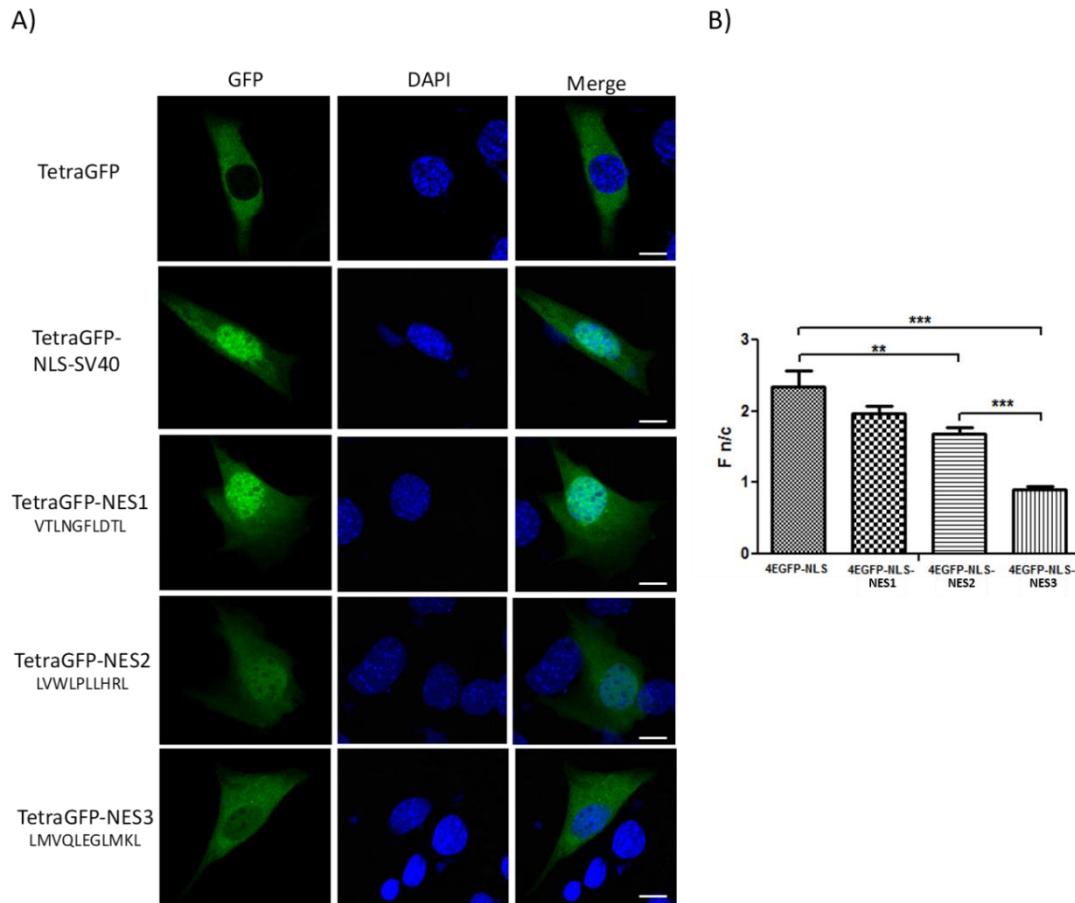 A)
B)
GFP
DAPI
Merge
TetraGFP
TetraGFP-
NLS-SV40
TetraGFP-NES1
VTLNGFLDTL
TetraGFP-NES2
LVWLPLLHRL
TetraGFP-NES3
LMVQLEGLMKL
***
**
***
F n/c
3
2
1
0
4EGFP-NLS
4EGFP-NLS-
NES1
4EGFP-NLS-
NES2
4EGFP-NLS-
NES3